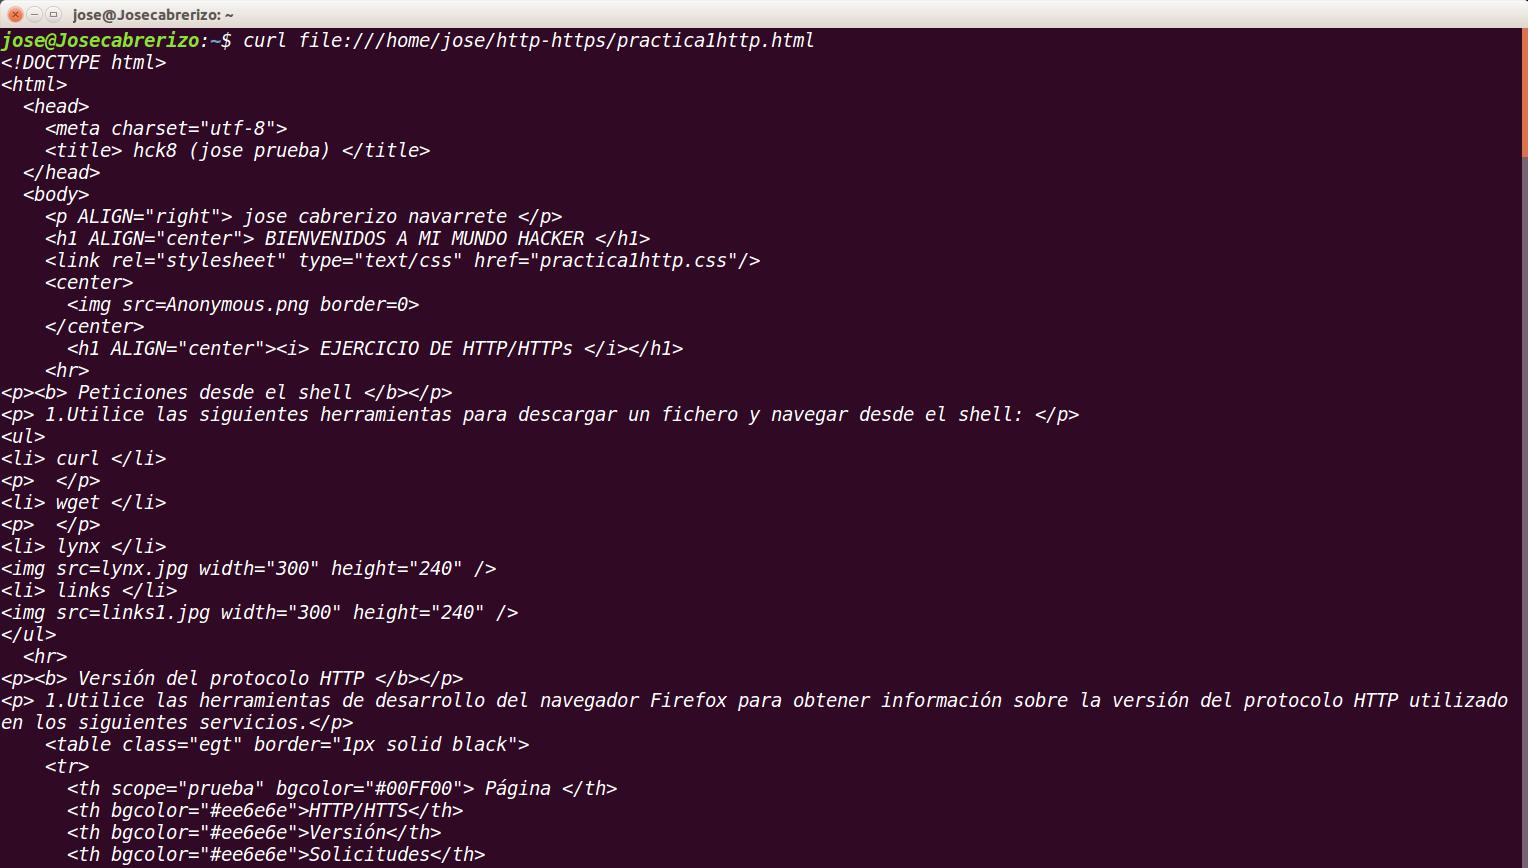 jose@Josecabrerizo: ~
jose@Josecabrerizo:~$ curl file:///home/jose/http-https/practica1http.html
<!DOCTYPE html>
<html>
  <head>
    <meta charset="utf-8">
    <title> hck8 (jose prueba) </title>
  </head>
  <body>
    <p ALIGN="right"> jose cabrerizo navarrete </p>
    <h1 ALIGN="center"> BIENVENIDOS A MI MUNDO HACKER </h1>
    <link rel="stylesheet" type="text/css" href="practica1http.css"/>
    <center>
      <img src=Anonymous.png border=0>
    </center>
      <h1 ALIGN="center"><i> EJERCICIO DE HTTP/HTTPs </i></h1>
    <hr>
<p><b> Peticiones desde el shell </b></p>
<p> 1.Utilice las siguientes herramientas para descargar un fichero y navegar desde el shell: </p>
<ul>
<li> curl </li>
<p>  </p>
<li> wget </li>
<p>  </p>
<li> lynx </li>
<img src=lynx.jpg width="300" height="240" />
<li> links </li>
<img src=links1.jpg width="300" height="240" />
</ul>
  <hr>
<p><b> Versión del protocolo HTTP </b></p>
<p> 1.Utilice las herramientas de desarrollo del navegador Firefox para obtener información sobre la versión del protocolo HTTP utilizado
en los siguientes servicios.</p>
    <table class="egt" border="1px solid black">
    <tr>
      <th scope="prueba" bgcolor="#00FF00"> Página </th>
      <th bgcolor="#ee6e6e">HTTP/HTTS</th>
      <th bgcolor="#ee6e6e">Versión</th>
      <th bgcolor="#ee6e6e">Solicitudes</th>